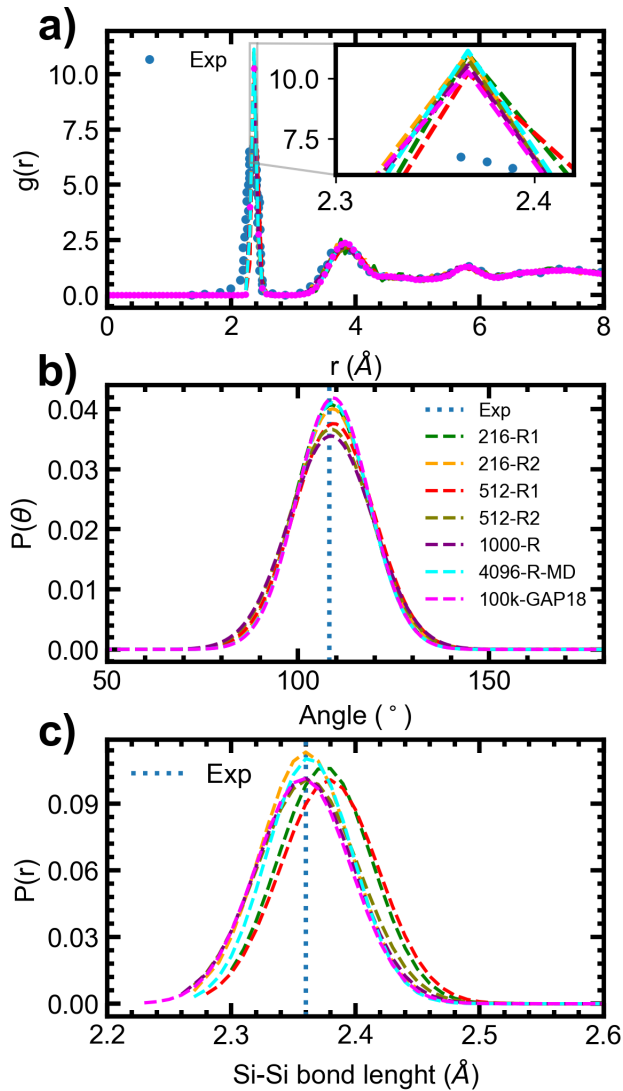 a)
Exp
10.0
7.5
5.0
2.5
0.0
g(r)
10.0
7.5
2.3 2.4
0 2 4 6 8
r (Å)
b)
0.04
0.03
0.02
0.01
0.00
P(θ)
Exp
216-R1
216-R2
512-R1
512-R2
1000-R
4096-R-MD
100k-GAP18
50 100 150
Angle ( ° )
c)
Exp
0.09
0.06
0.03
0.00
P(r)
2.2 2.3 2.4 2.5 2.6
Si-Si bond lenght (Å)